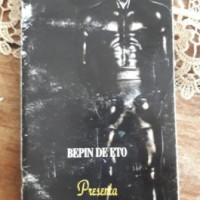 BEPIN DE ETO
Presenta